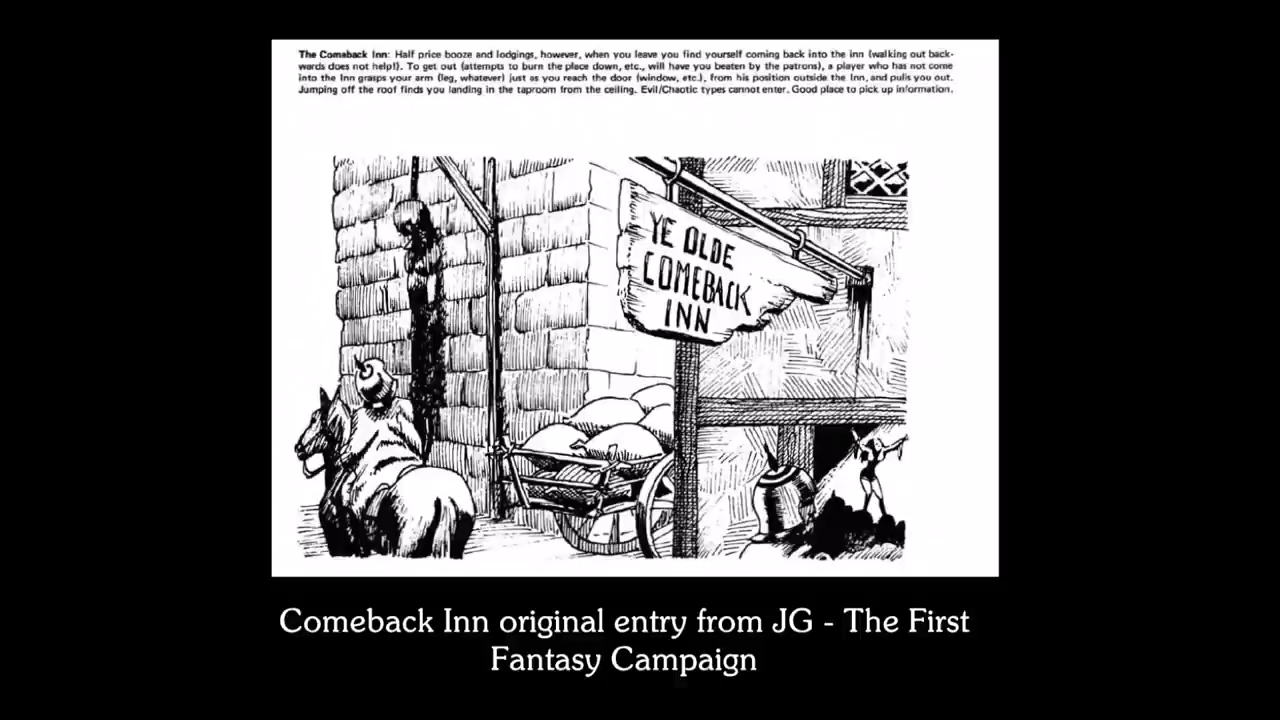 The Comeback Inn: Half price booze and lodgings, however, when you leave you find yourself coming back into the inn (walking out back-
wards does not help!). To get out (attempts to burn the place down, etc., will have you beaten by the patrons), a player who has not come
into the Inn grasps your arm (leg, whatever) just as you reach the door (window, etc.), from his position outside the Inn, and pulls you out.
Jumping off the roof finds you landing in the taproom from the ceiling. Evil/Chaotic types cannot enter. Good place to pick up information.
YE OLDE
COMEBACK
INN
Comeback Inn original entry from JG - The First
Fantasy Campaign